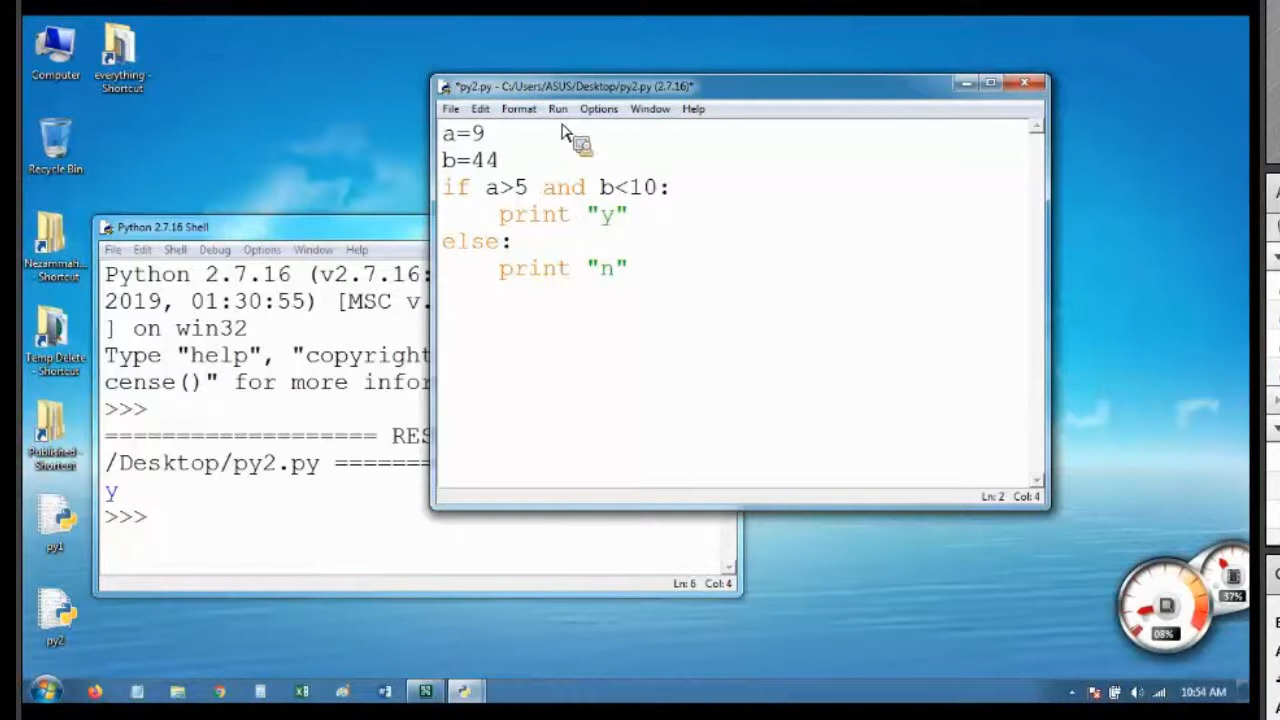 Computer
everything -
Shortcut
Recycle Bin
Nezammah...
- Shortcut
Temp Delete
- Shortcut
Published -
Shortcut
py1
py2
*py2.py - C:/Users/ASUS/Desktop/py2.py (2.7.16)*
File Edit Format Run Options Window Help
a=9
b=44
if a>5 and b<10:
    print "y"
else:
    print "n"
Ln: 2 Col: 4
Python 2.7.16 Shell
File Edit Shell Debug Options Window Help
Python 2.7.16 (v2.7.16:
2019, 01:30:55) [MSC v.
] on win32
Type "help", "copyright
cense()" for more infor
>>>
=================== RES
/Desktop/py2.py =======
y
>>>
Ln: 6 Col: 4
37%
08%
10:54 AM